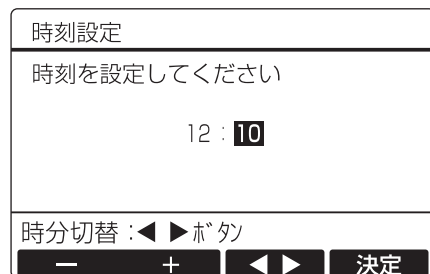 時刻設定
時刻を設定してください
12 : 10
時分切替 :◀ ▶ボタン
− + ◀ ▶ 決定